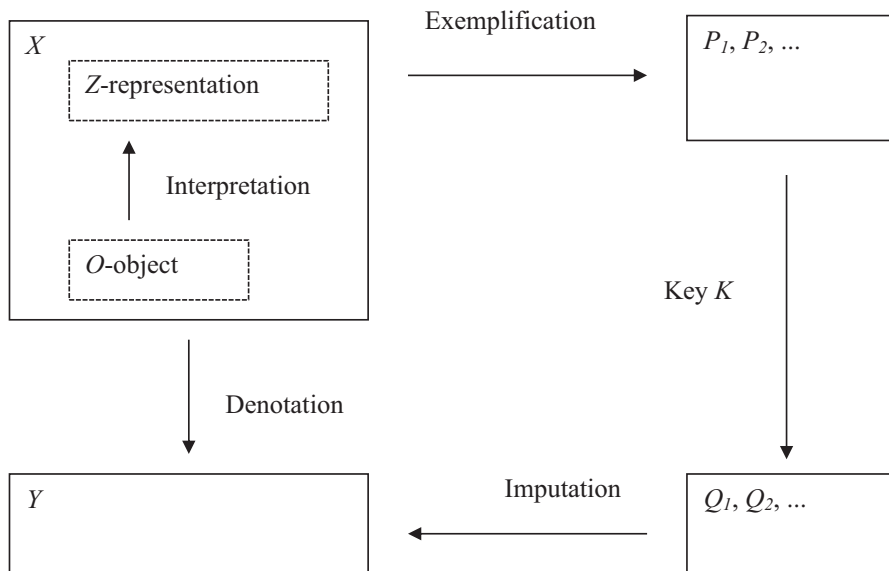 Exemplification
X
P1, P2, ...
Z-representation
Interpretation
O-object
Key K
Denotation
Imputation
Y
Q1, Q2, ...